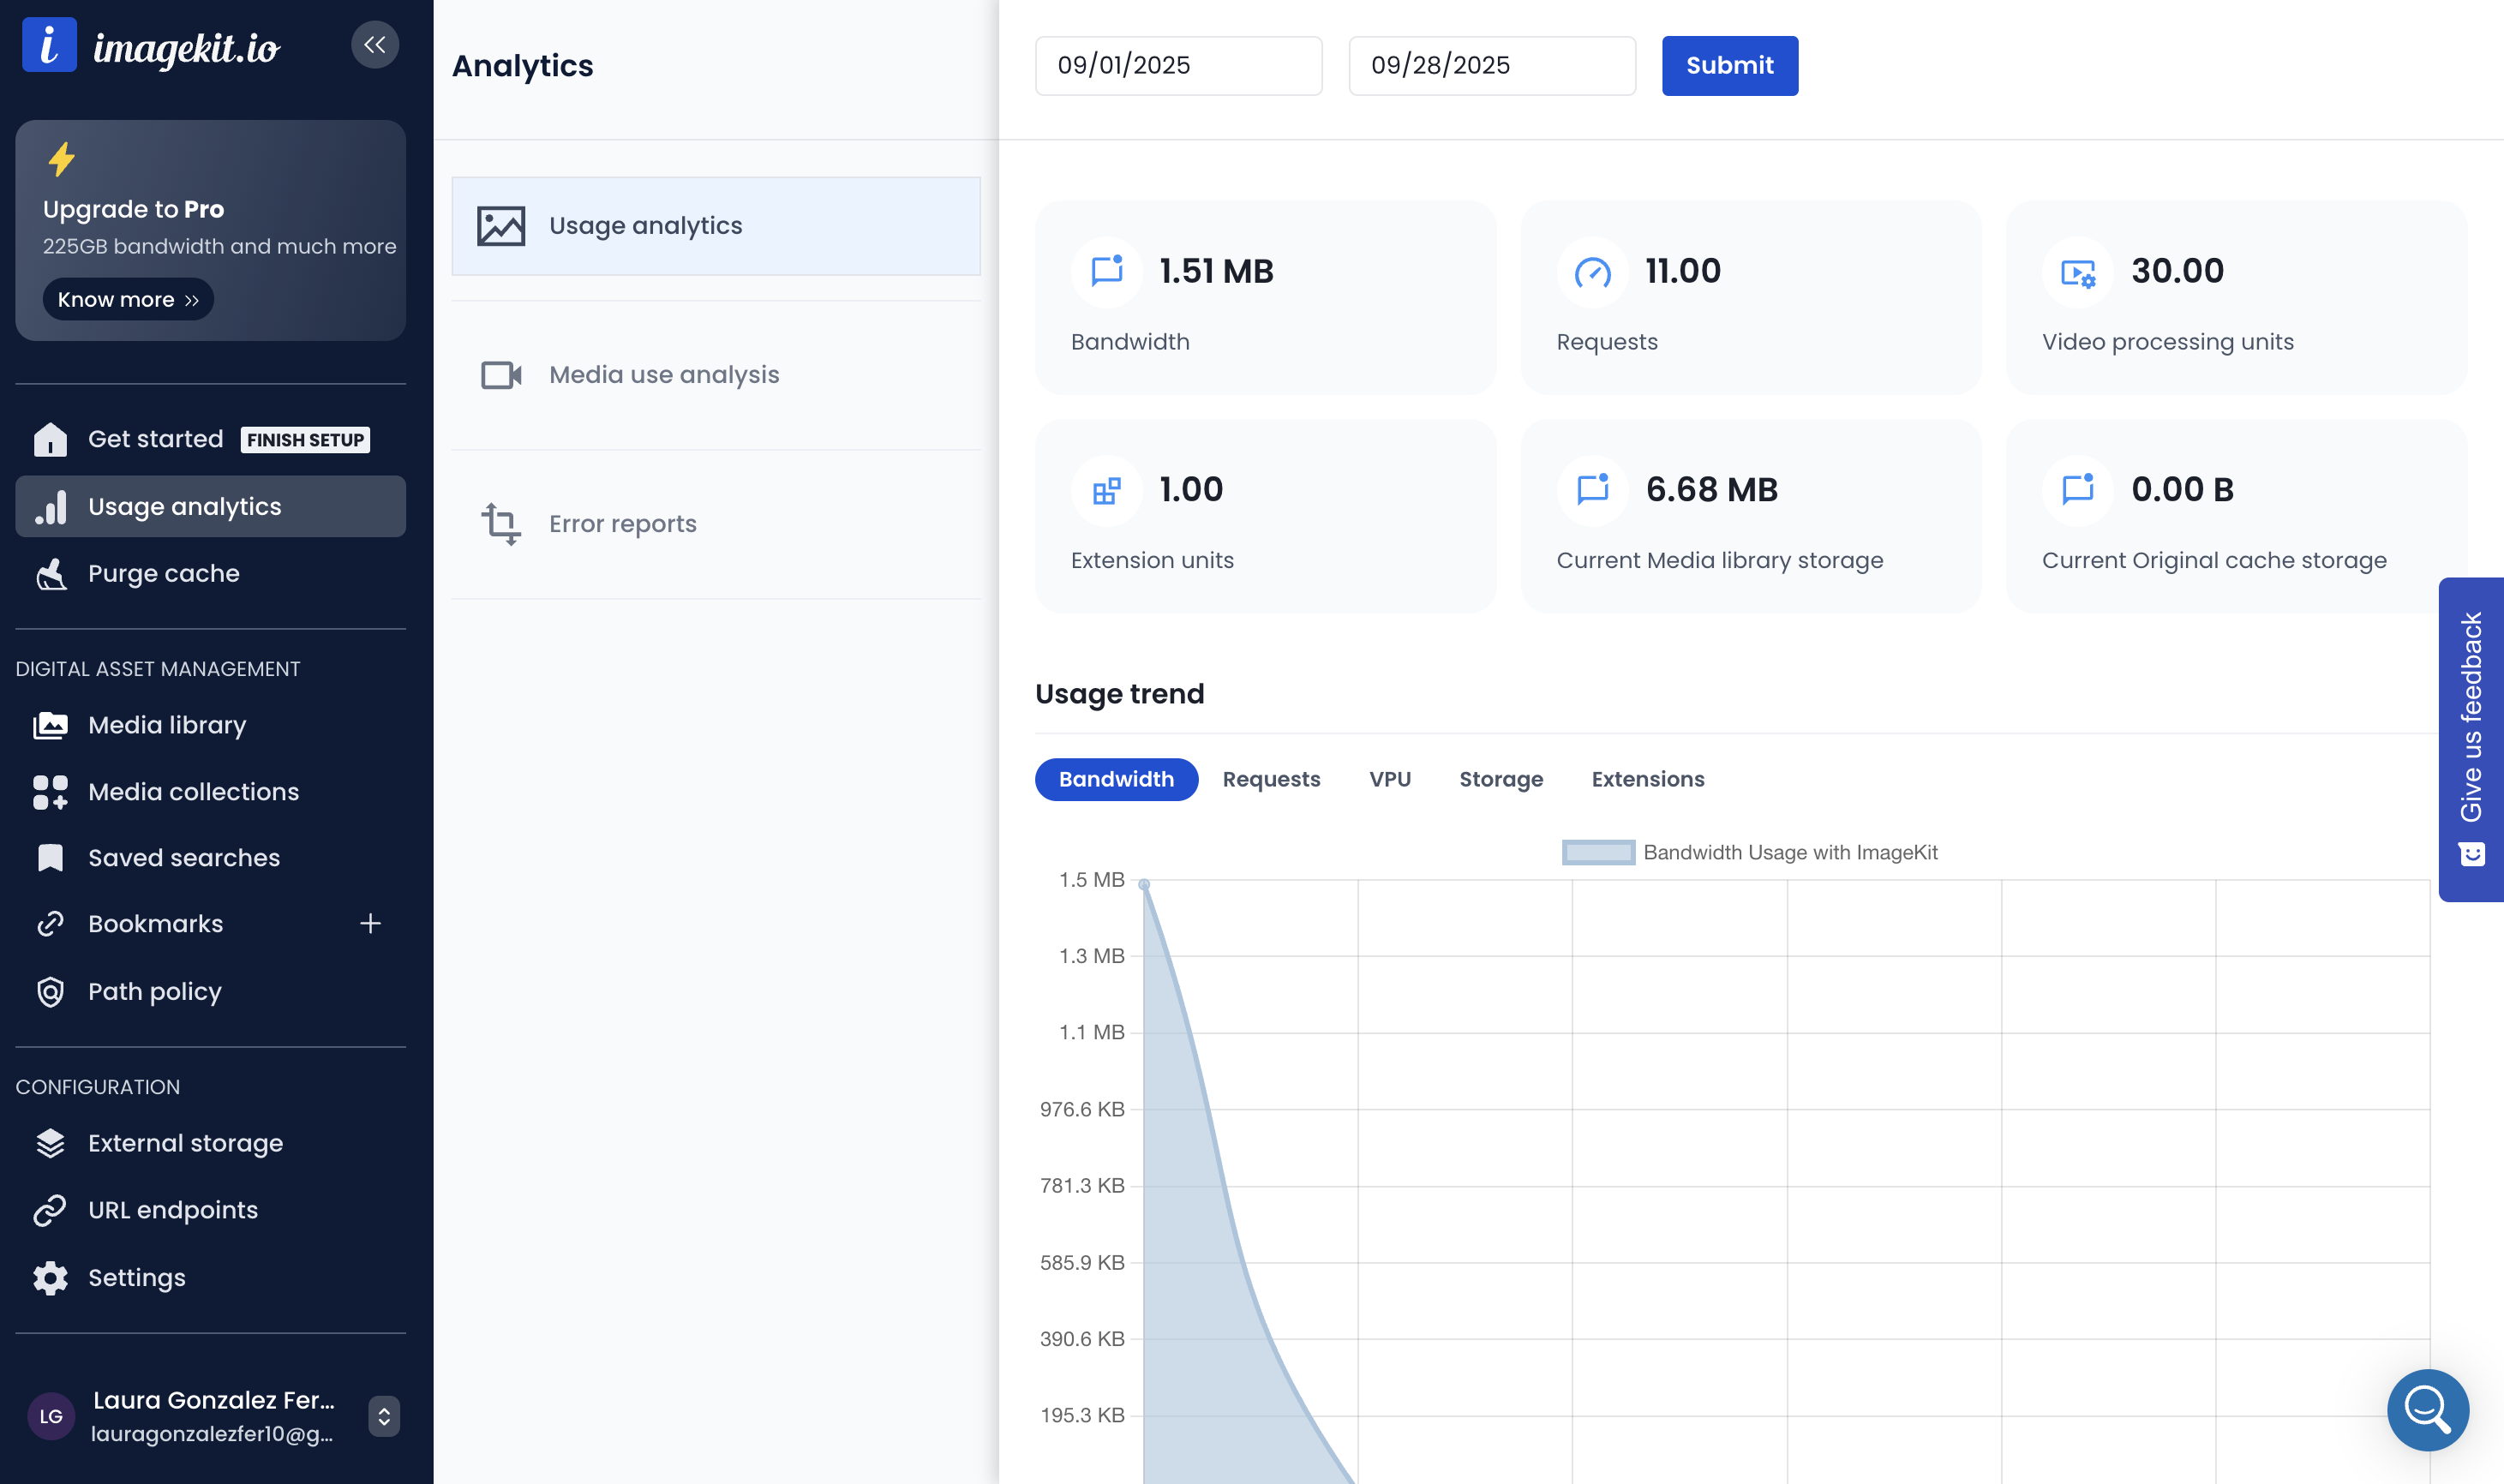 i imagekit.io
Upgrade to Pro
225GB bandwidth and much more
Know more
Get started FINISH SETUP
Usage analytics
Purge cache
DIGITAL ASSET MANAGEMENT
Media library
Media collections
Saved searches
Bookmarks
Path policy
CONFIGURATION
External storage
URL endpoints
Settings
LG
Laura Gonzalez Fer...
lauragonzalezfer10@g...
Analytics
Usage analytics
Media use analysis
Error reports
09/01/2025 09/28/2025 Submit
1.51 MB
Bandwidth
11.00
Requests
30.00
Video processing units
1.00
Extension units
6.68 MB
Current Media library storage
0.00 B
Current Original cache storage
Usage trend
Bandwidth Requests VPU Storage Extensions
Bandwidth Usage with ImageKit
1.5 MB
1.3 MB
1.1 MB
976.6 KB
781.3 KB
585.9 KB
390.6 KB
195.3 KB
Give us feedback